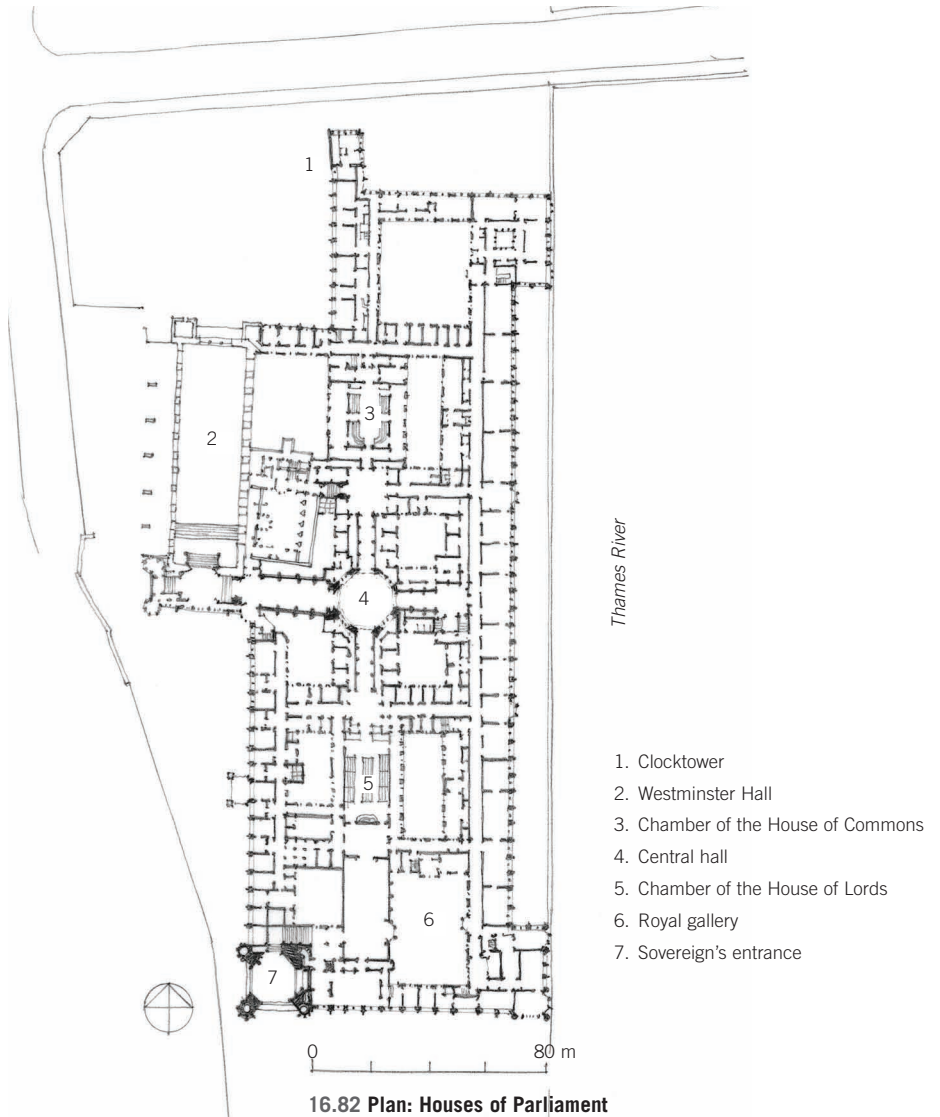 1
2
3
4
Thames River
5
6
7
1. Clocktower
2. Westminster Hall
3. Chamber of the House of Commons
4. Central hall
5. Chamber of the House of Lords
6. Royal gallery
7. Sovereign's entrance
0 80 m
16.82 Plan: Houses of Parliament